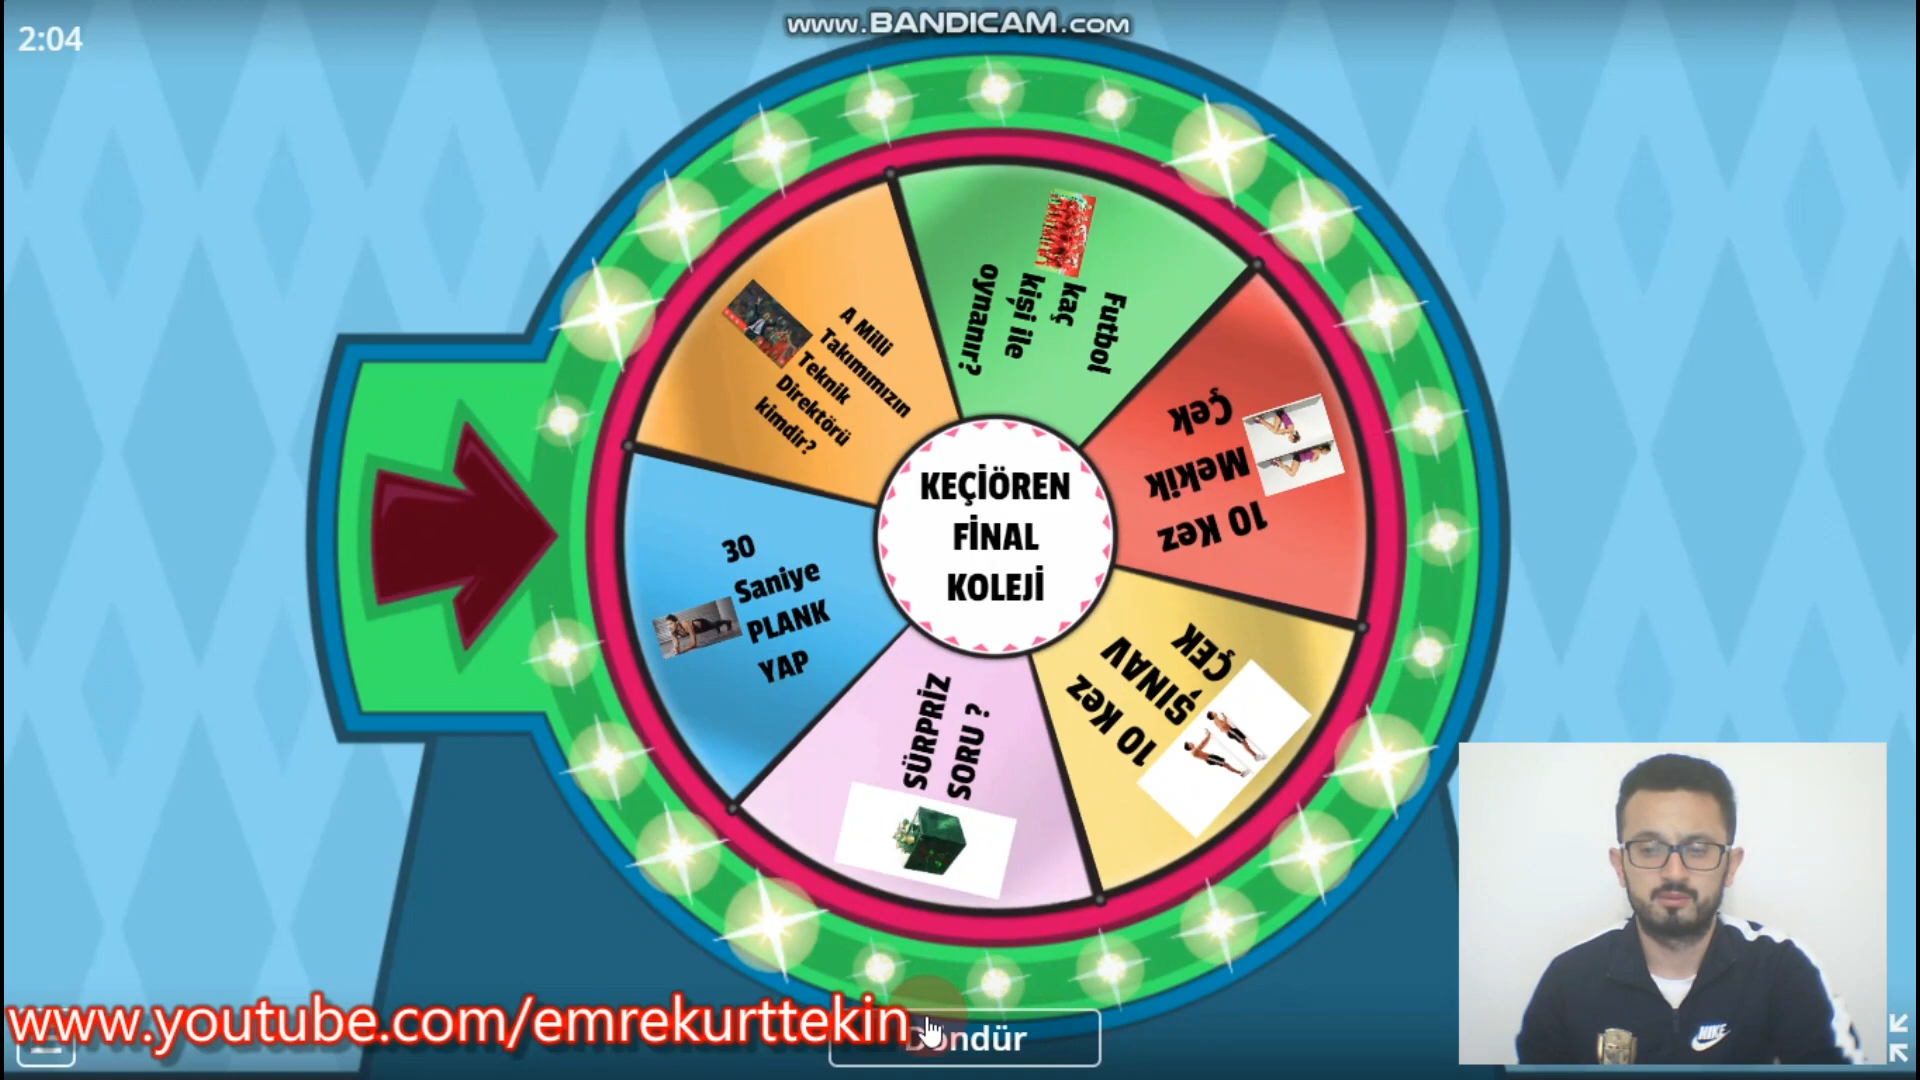 www.BANDICAM.com
2:04
Futbol
kaç
kişi ile
oynanır?
A Milli
Takımımızın
Teknik
Direktörü
kimdir?
10 Kez
Mekik
Çek
KEÇİÖREN
FİNAL
KOLEJİ
30
Saniye
PLANK
YAP
10 Kez
ŞINAV
ÇEK
SÜRPRİZ
SORU ?
www.youtube.com/emrekurttekin
Döndür
NIKE